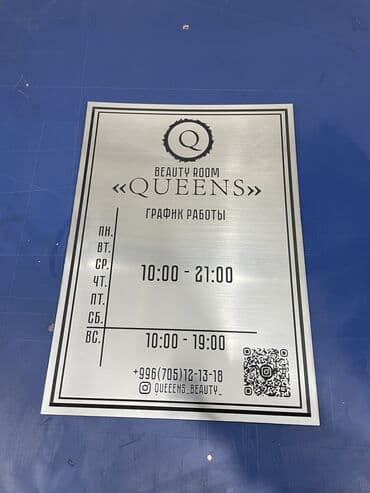 Q
BEAUTY ROOM
«QUEENS»
ГРАФИК РАБОТЫ
ПН.
ВТ.
СР.
ЧТ.
ПТ.
СБ.
10:00 - 21:00
ВС.
10:00 - 19:00
+996(705)12-13-18
QUEEENS_BEAUTY_